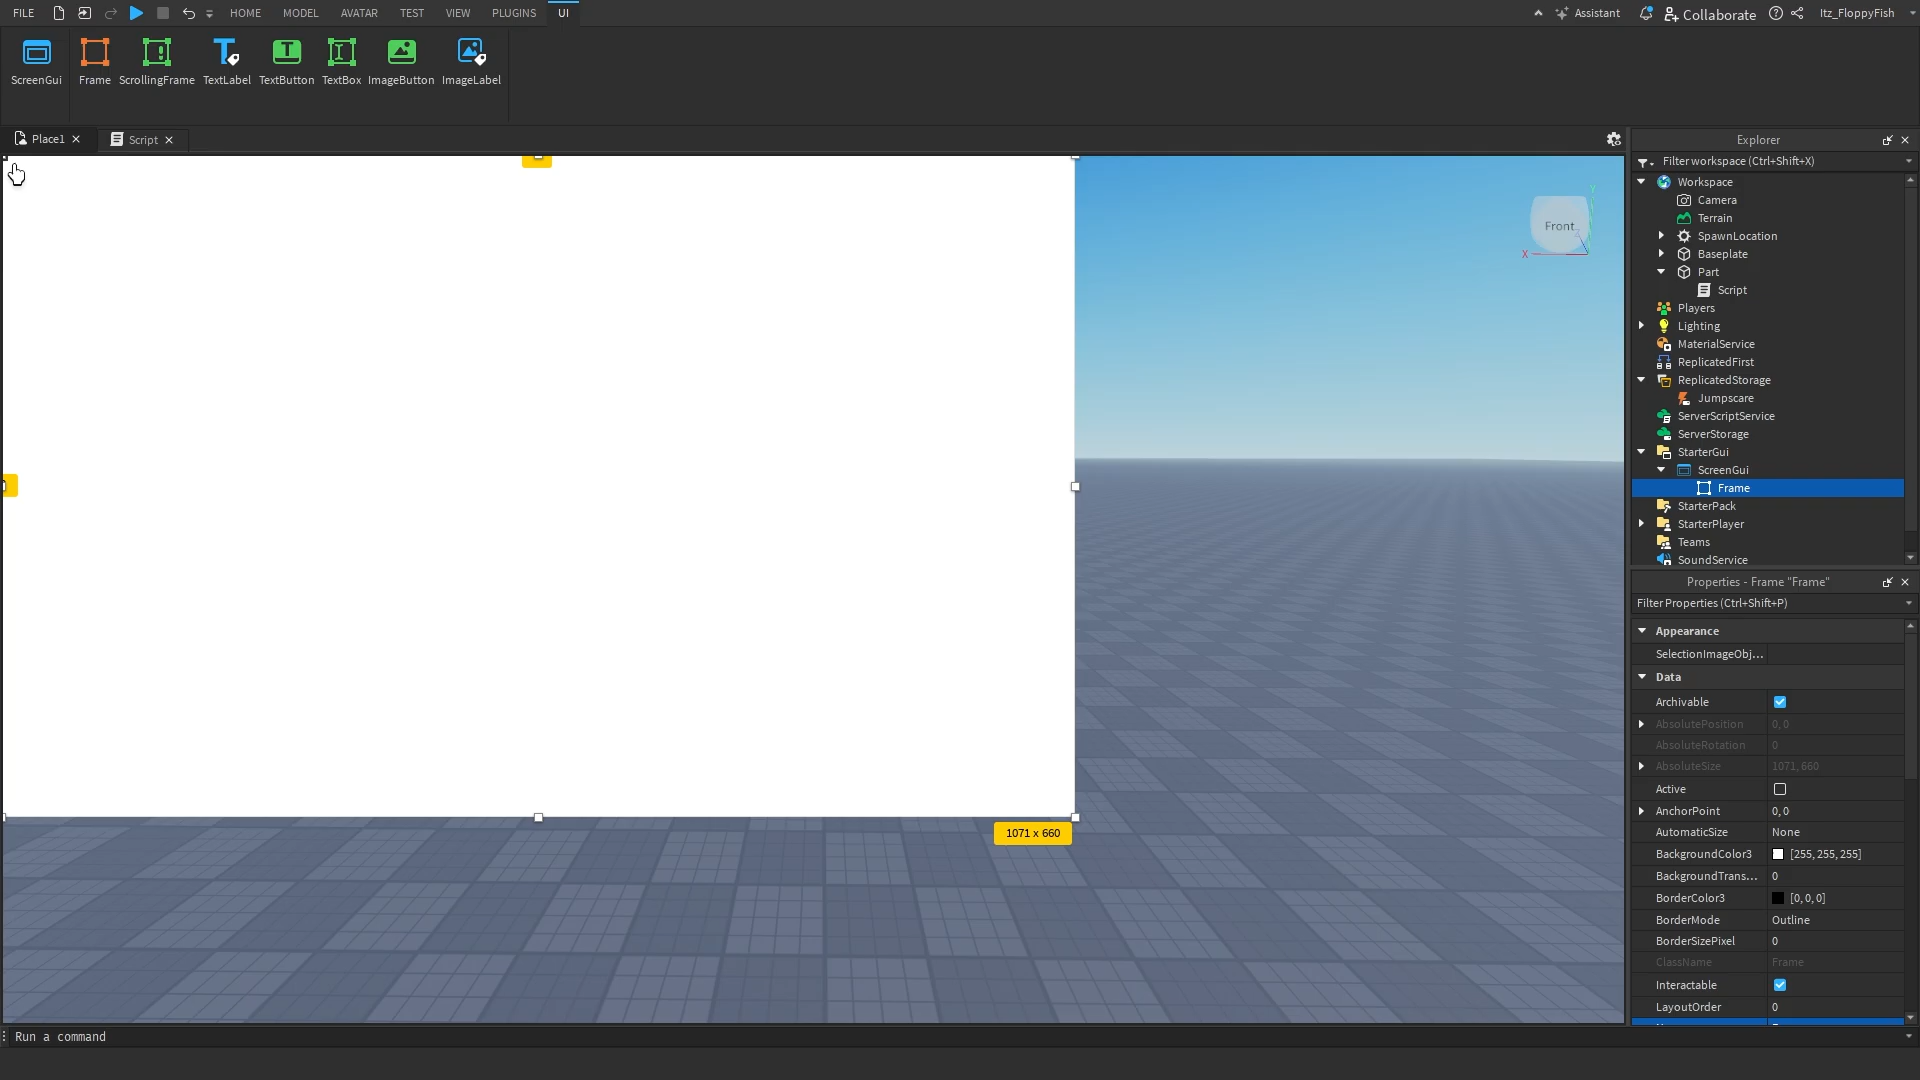 FILE
HOME
MODEL
AVATAR
TEST
VIEW
PLUGINS
UI
Assistant
Collaborate
Itz_FloppyFish
ScreenGui
Frame
ScrollingFrame
TextLabel
TextButton
TextBox
ImageButton
ImageLabel
Place1
Script
Front
X
Y
1071 x 660
Explorer
Filter workspace (Ctrl+Shift+X)
Workspace
Camera
Terrain
SpawnLocation
Baseplate
Part
Script
Players
Lighting
MaterialService
ReplicatedFirst
ReplicatedStorage
Jumpscare
ServerScriptService
ServerStorage
StarterGui
ScreenGui
Frame
StarterPack
StarterPlayer
Teams
SoundService
Properties - Frame "Frame"
Filter Properties (Ctrl+Shift+P)
Appearance
SelectionImageObj...
Data
Archivable
AbsolutePosition 0, 0
AbsoluteRotation 0
AbsoluteSize 1071, 660
Active
AnchorPoint 0, 0
AutomaticSize None
BackgroundColor3 [255, 255, 255]
BackgroundTrans... 0
BorderColor3 [0, 0, 0]
BorderMode Outline
BorderSizePixel 0
ClassName Frame
Interactable
LayoutOrder 0
Run a command